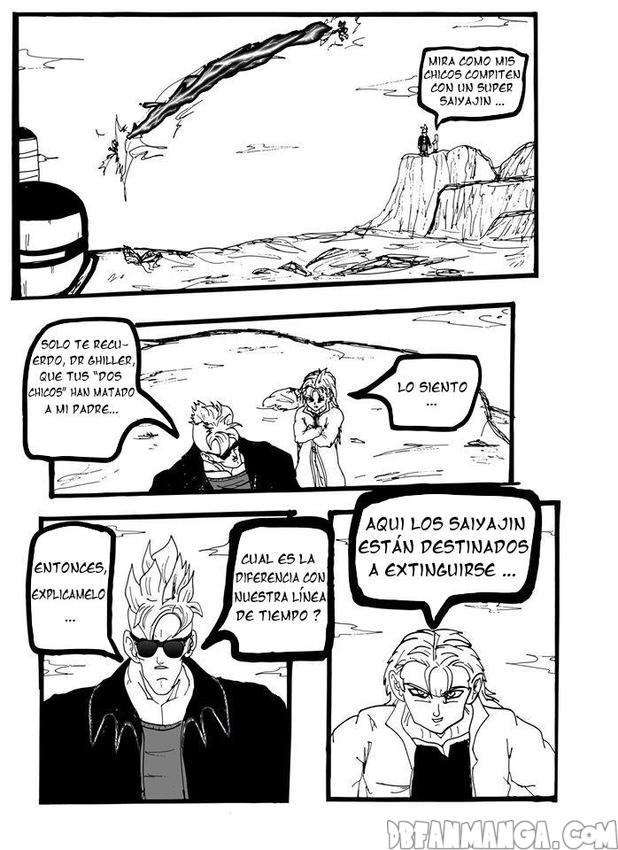 MIRA COMO MIS
CHICOS COMPITEN
CON UN SUPER
SAIYAJIN ...
SOLO TE RECU-
ERDO, DR GHILLER,
QUE TUS "DOS
CHICOS" HAN MATADO
A MI PADRE...
LO SIENTO
...
ENTONCES,
EXPLICAMELO
...
CUAL ES LA
DIFERENCIA CON
NUESTRA LÍNEA
DE TIEMPO ?
AQUI LOS SAIYAJIN
ESTÁN DESTINADOS
A EXTINGUIRSE ...
DBFANMANGA.COM